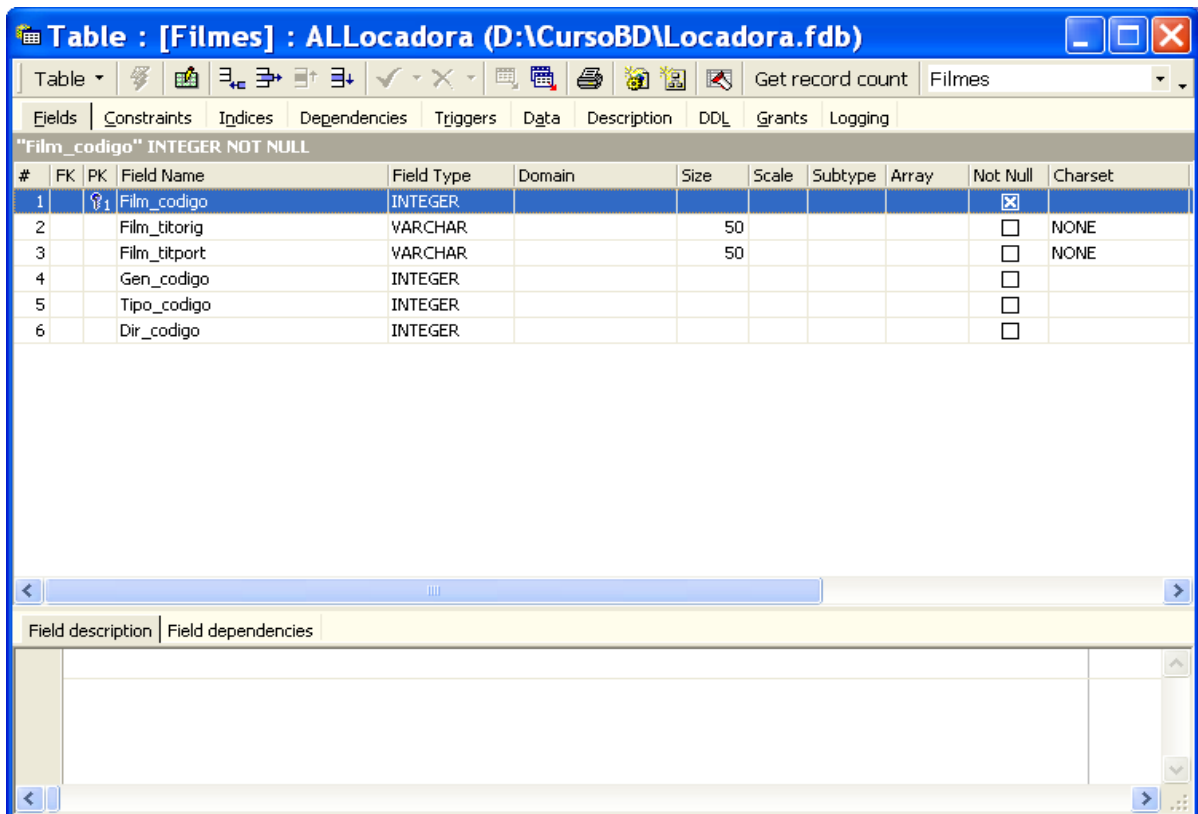 Table : [Filmes] : ALLocadora (D:\CursoBD\Locadora.fdb)
Table Get record count Filmes
Fields Constraints Indices Dependencies Triggers Data Description DDL Grants Logging
"Film_codigo" INTEGER NOT NULL
# FK PK Field Name Field Type Domain Size Scale Subtype Array Not Null Charset
1 1 Film_codigo INTEGER
2 Film_titorig VARCHAR 50 NONE
3 Film_titport VARCHAR 50 NONE
4 Gen_codigo INTEGER
5 Tipo_codigo INTEGER
6 Dir_codigo INTEGER
Field description Field dependencies